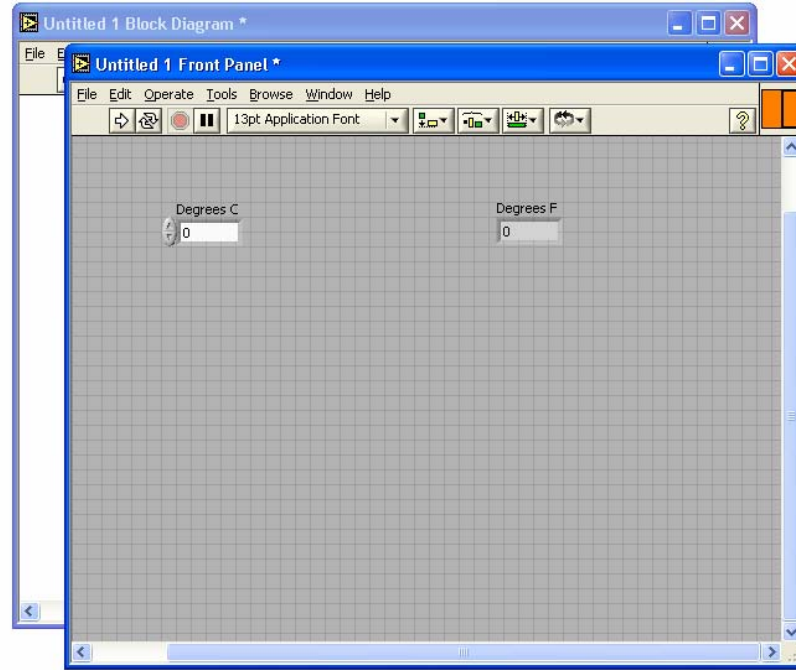 Untitled 1 Block Diagram *
File
Untitled 1 Front Panel *
File Edit Operate Tools Browse Window Help
13pt Application Font
?
Degrees C
Degrees F
0
0